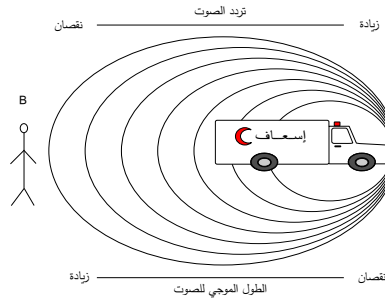 تردد الصوت
زيادة
نقصان
B
إسعاف
زيادة
نقصان
الطول الموجي للصوت